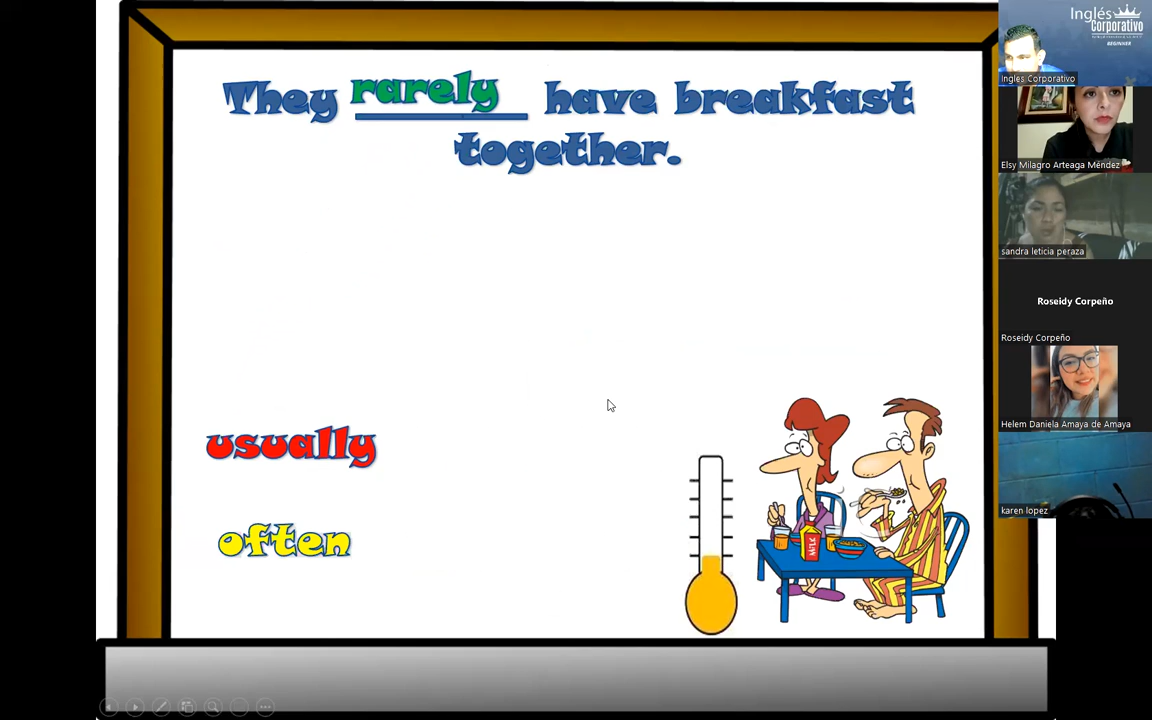 They rarely have breakfast
together.
usually
often
MILK
Inglés
Corporativo
BEGINNER
Ingles Corporativo
Elsy Milagro Arteaga Méndez
sandra leticia peraza
Roseidy Corpeño
Roseidy Corpeño
Helem Daniela Amaya de Amaya
karen lopez